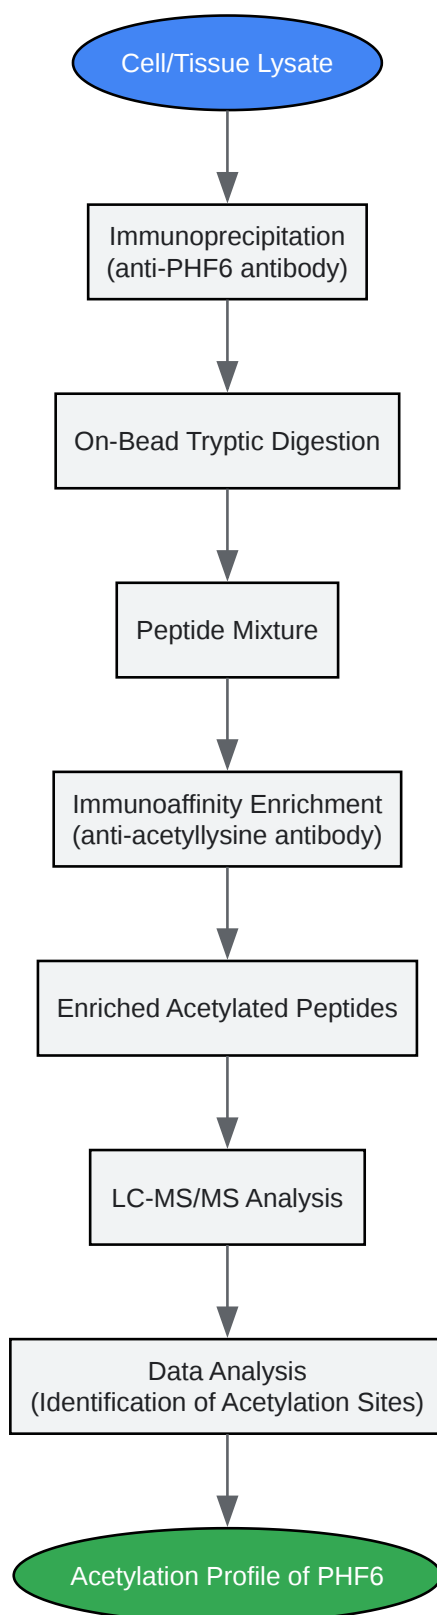 Cell/Tissue Lysate
Immunoprecipitation
(anti-PHF6 antibody)
On-Bead Tryptic Digestion
Peptide Mixture
Immunoaffinity Enrichment
(anti-acetyllysine antibody)
Enriched Acetylated Peptides
LC-MS/MS Analysis
Data Analysis
(Identification of Acetylation Sites)
Acetylation Profile of PHF6